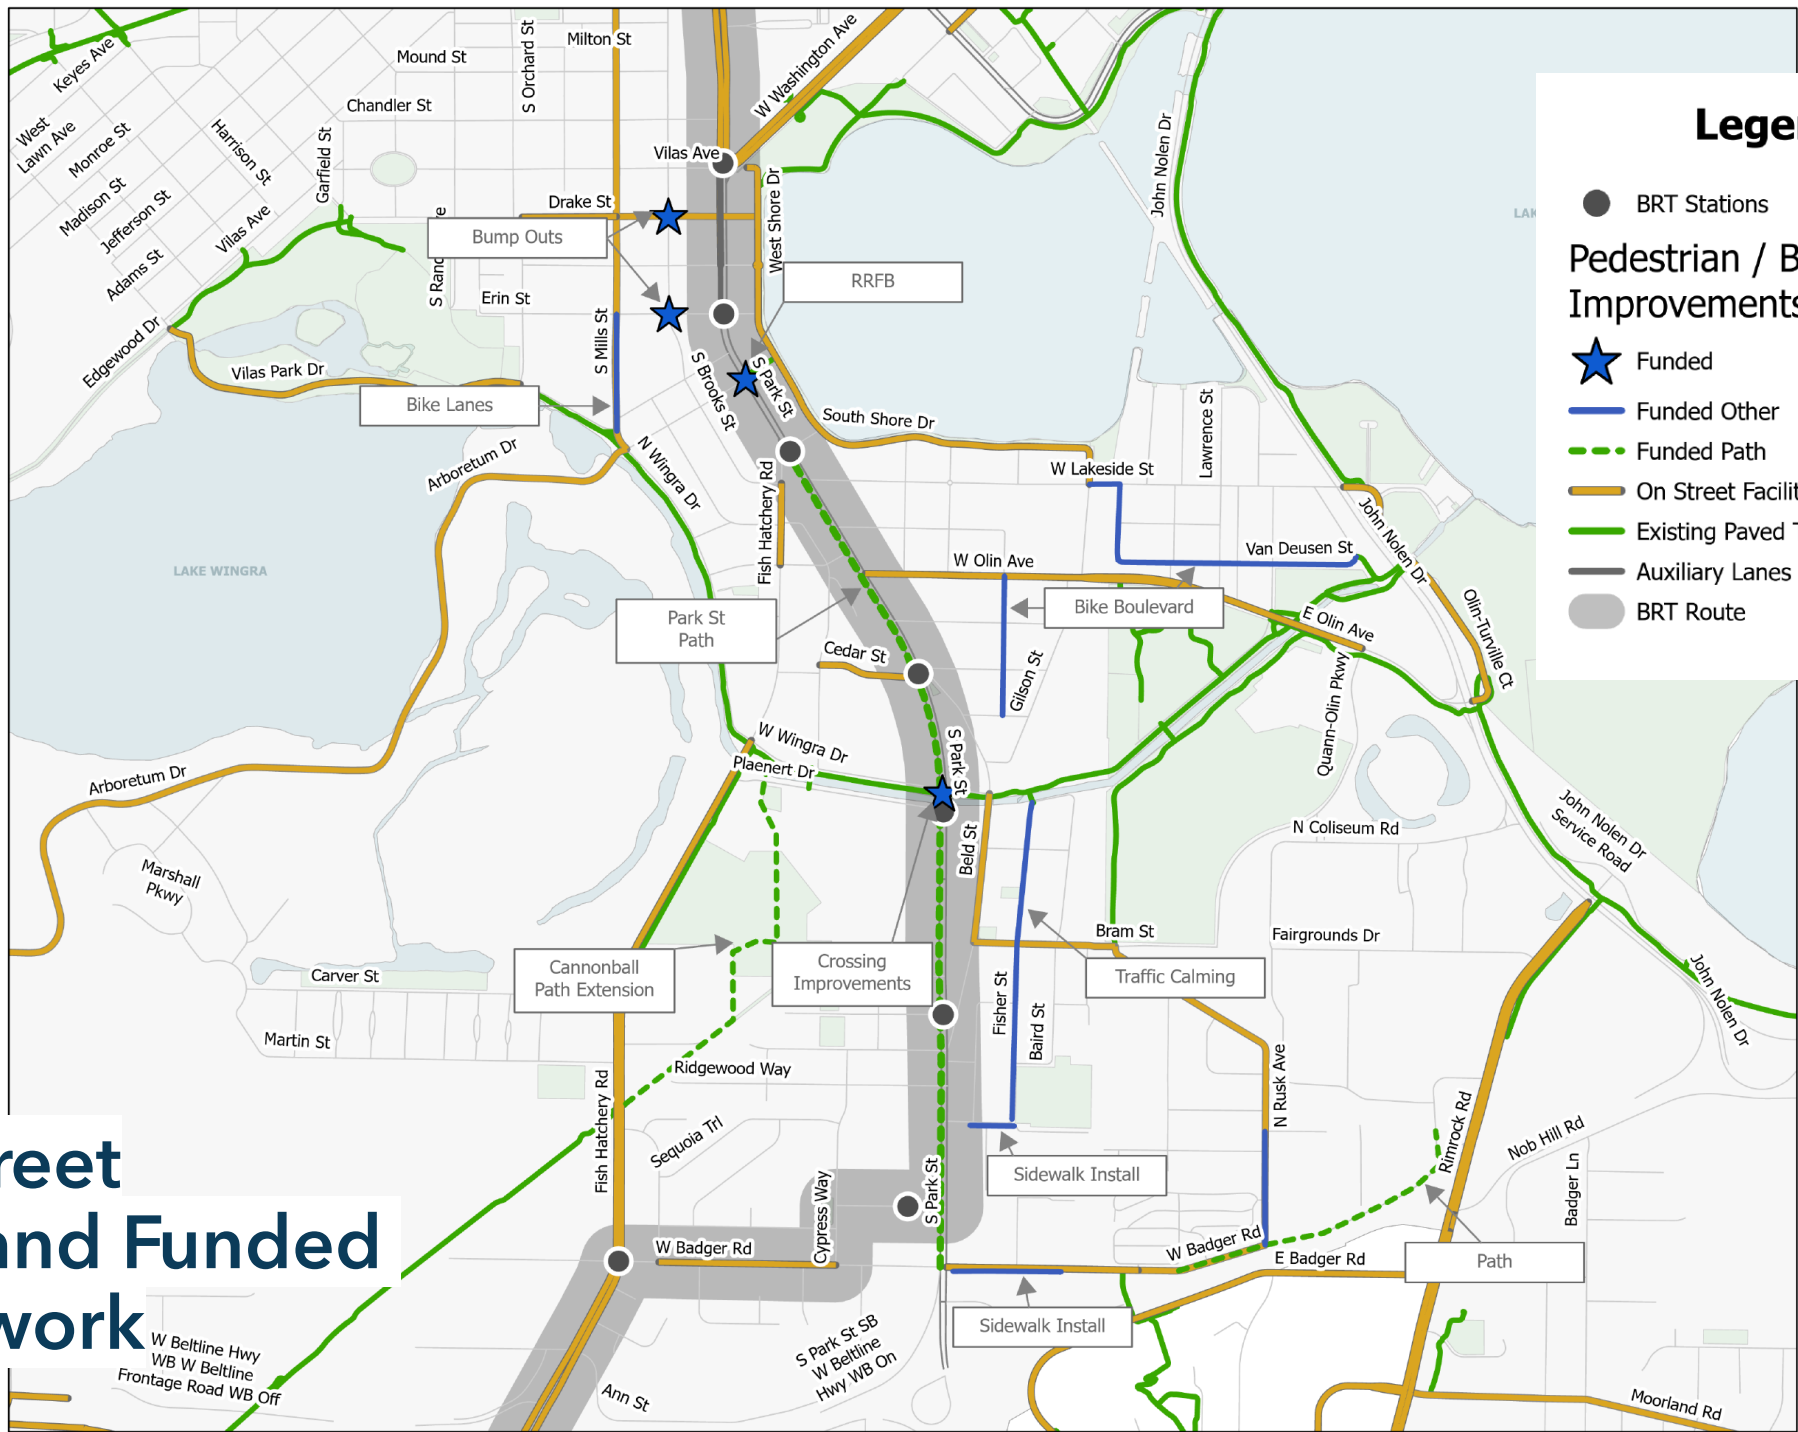 Keyes Ave
Mound St
S Orchard St
Milton St
W Washington Ave
Chandler St
West
Lawn Ave
Monroe St
Harrison St
Garfield St
Vilas Ave
John Nolen Dr
Madison St
Jefferson St
Vilas Ave
Drake St
West Shore Dr
Adams St
Bump Outs
RRFB
Erin St
S Mills St
Edgewood Dr
Vilas Park Dr
Bike Lanes
S Brooks St
S Park St
South Shore Dr
Lawrence St
Arboretum Dr
N Wingra Dr
Fish Hatchery Rd
W Lakeside St
LAKE WINGRA
W Olin Ave
Van Deusen St
John Nolen Dr
Park St
Path
Bike Boulevard
E Olin Ave
Olin-Turville Ct
Cedar St
Gilson St
Quann-Olin Pkwy
W Wingra Dr
Plaenert Dr
S Park St
Arboretum Dr
Beld St
N Coliseum Rd
John Nolen Dr
Service Road
Marshall
Pkwy
Bram St
Fairgrounds Dr
Cannonball
Path Extension
Crossing
Improvements
Traffic Calming
Carver St
Fisher St
Baird St
John Nolen Dr
Martin St
Ridgewood Way
N Rusk Ave
Fish Hatchery Rd
Sequoia Trl
Rimrock Rd
Nob Hill Rd
Sidewalk Install
Badger Ln
S Park St
Cypress Way
W Badger Rd
W Badger Rd
E Badger Rd
Path
Sidewalk Install
W Beltline Hwy
WB W Beltline
Frontage Road WB Off
S Park St SB
W Beltline
Hwy WB On
Ann St
Moorland Rd
reet
and Funded
work
BRT Stations
Pedestrian / B
Improvements
Funded
Funded Other
Funded Path
On Street Facilit
Existing Paved
Auxiliary Lanes
BRT Route